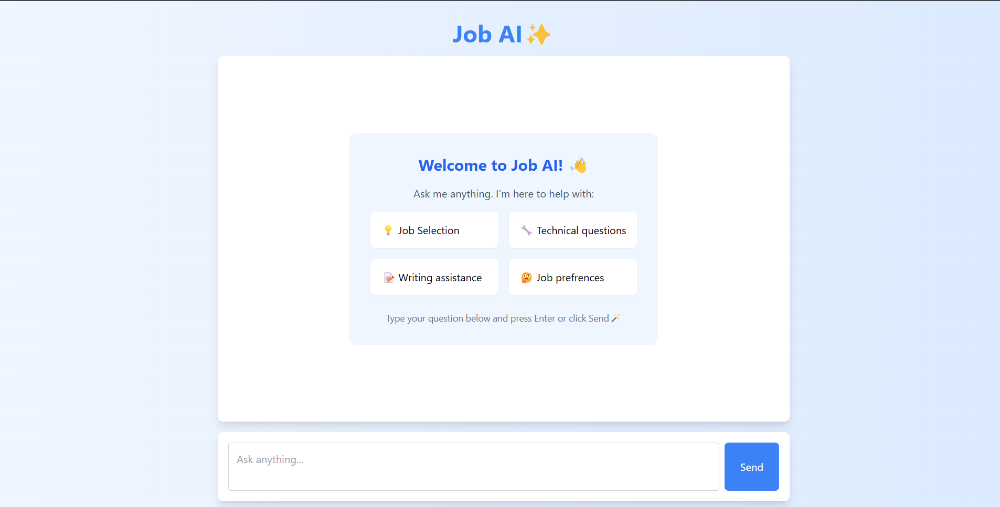 Job AI✨
Welcome to Job AI! 👋
Ask me anything. I'm here to help with:
💡 Job Selection
🔧 Technical questions
📝 Writing assistance
🤔 Job prefrences
Type your question below and press Enter or click Send 🪄
Ask anything...
Send